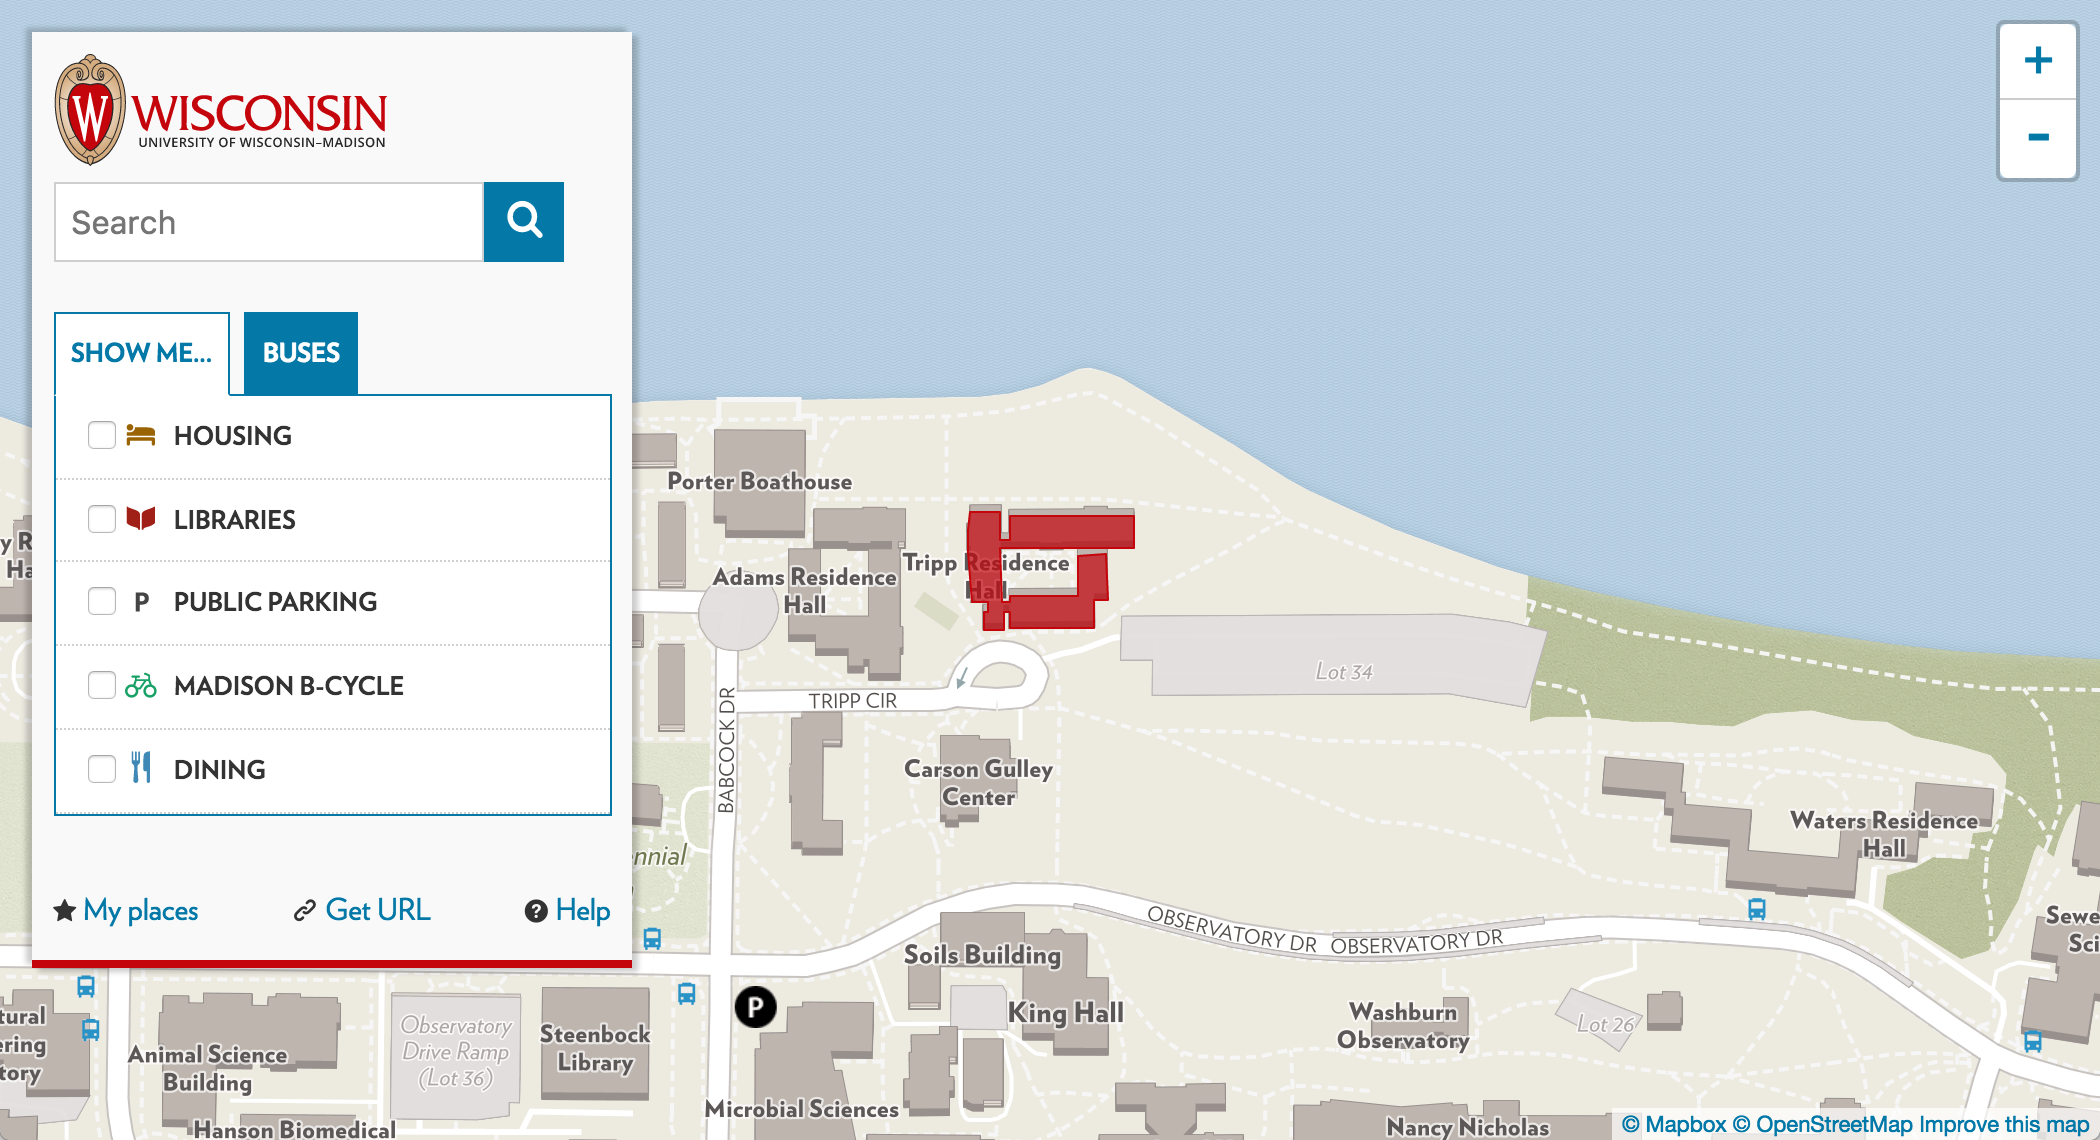 W WISCONSIN
UNIVERSITY OF WISCONSIN–MADISON
Search
SHOW ME...
BUSES
HOUSING
LIBRARIES
P PUBLIC PARKING
MADISON B-CYCLE
DINING
My places
Get URL
? Help
+
-
Porter Boathouse
Adams Residence
Hall
Tripp Residence
Hall
Lot 34
TRIPP CIR
BABCOCK DR
Carson Gulley
Center
Waters Residence
Hall
y R
Ha
nnial
OBSERVATORY DR
OBSERVATORY DR
Soils Building
King Hall
Washburn
Observatory
Lot 26
Sewe
Sci
P
tural
ering
tory
Animal Science
Building
Observatory
Drive Ramp
(Lot 36)
Steenbock
Library
Microbial Sciences
Hanson Biomedical
Nancy Nicholas
© Mapbox © OpenStreetMap Improve this map